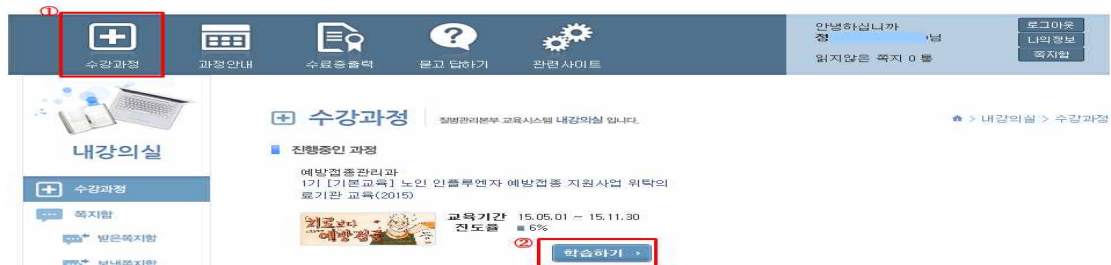 ①
수강과정
과정안내
수료증출력
묻고 답하기
관련사이트
안녕하십니까
정 님
읽지않은 쪽지 0 통
로그아웃
나의정보
쪽지함
내강의실
수강과정
질병관리본부 교육시스템 내강의실 입니다.
> 내강의실 > 수강과정
진행중인 과정
예방접종관리과
1기 [기본교육] 노인 인플루엔자 예방접종 지원사업 위탁의
료기관 교육(2015)
치료보다
예방접종
교육기간 15.05.01 ~ 15.11.30
진도율 6%
②
학습하기
수강과정
쪽지함
받은쪽지함
보낸쪽지함